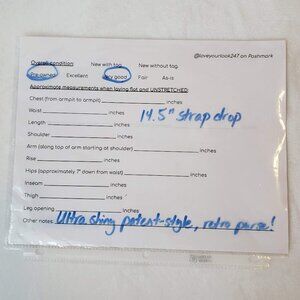 @loveyourlook247 on Poshmark
Overall condition: New with tag New without tag
Pre-owned Excellent Very good Fair As-is
Approximate measurements when laying flat and UNSTRETCHED:
Chest (from armpit to armpit) inches
Waist inches 14.5" strap drop
Length inches
Shoulder inches
Arm (along top of arm starting at shoulder) inches
Rise inches
Hips (approximately 7" down from waist) inches
Inseam inches
Thigh inches
Leg opening inches
Other notes: Ultra shiny patent-style, retro purse!